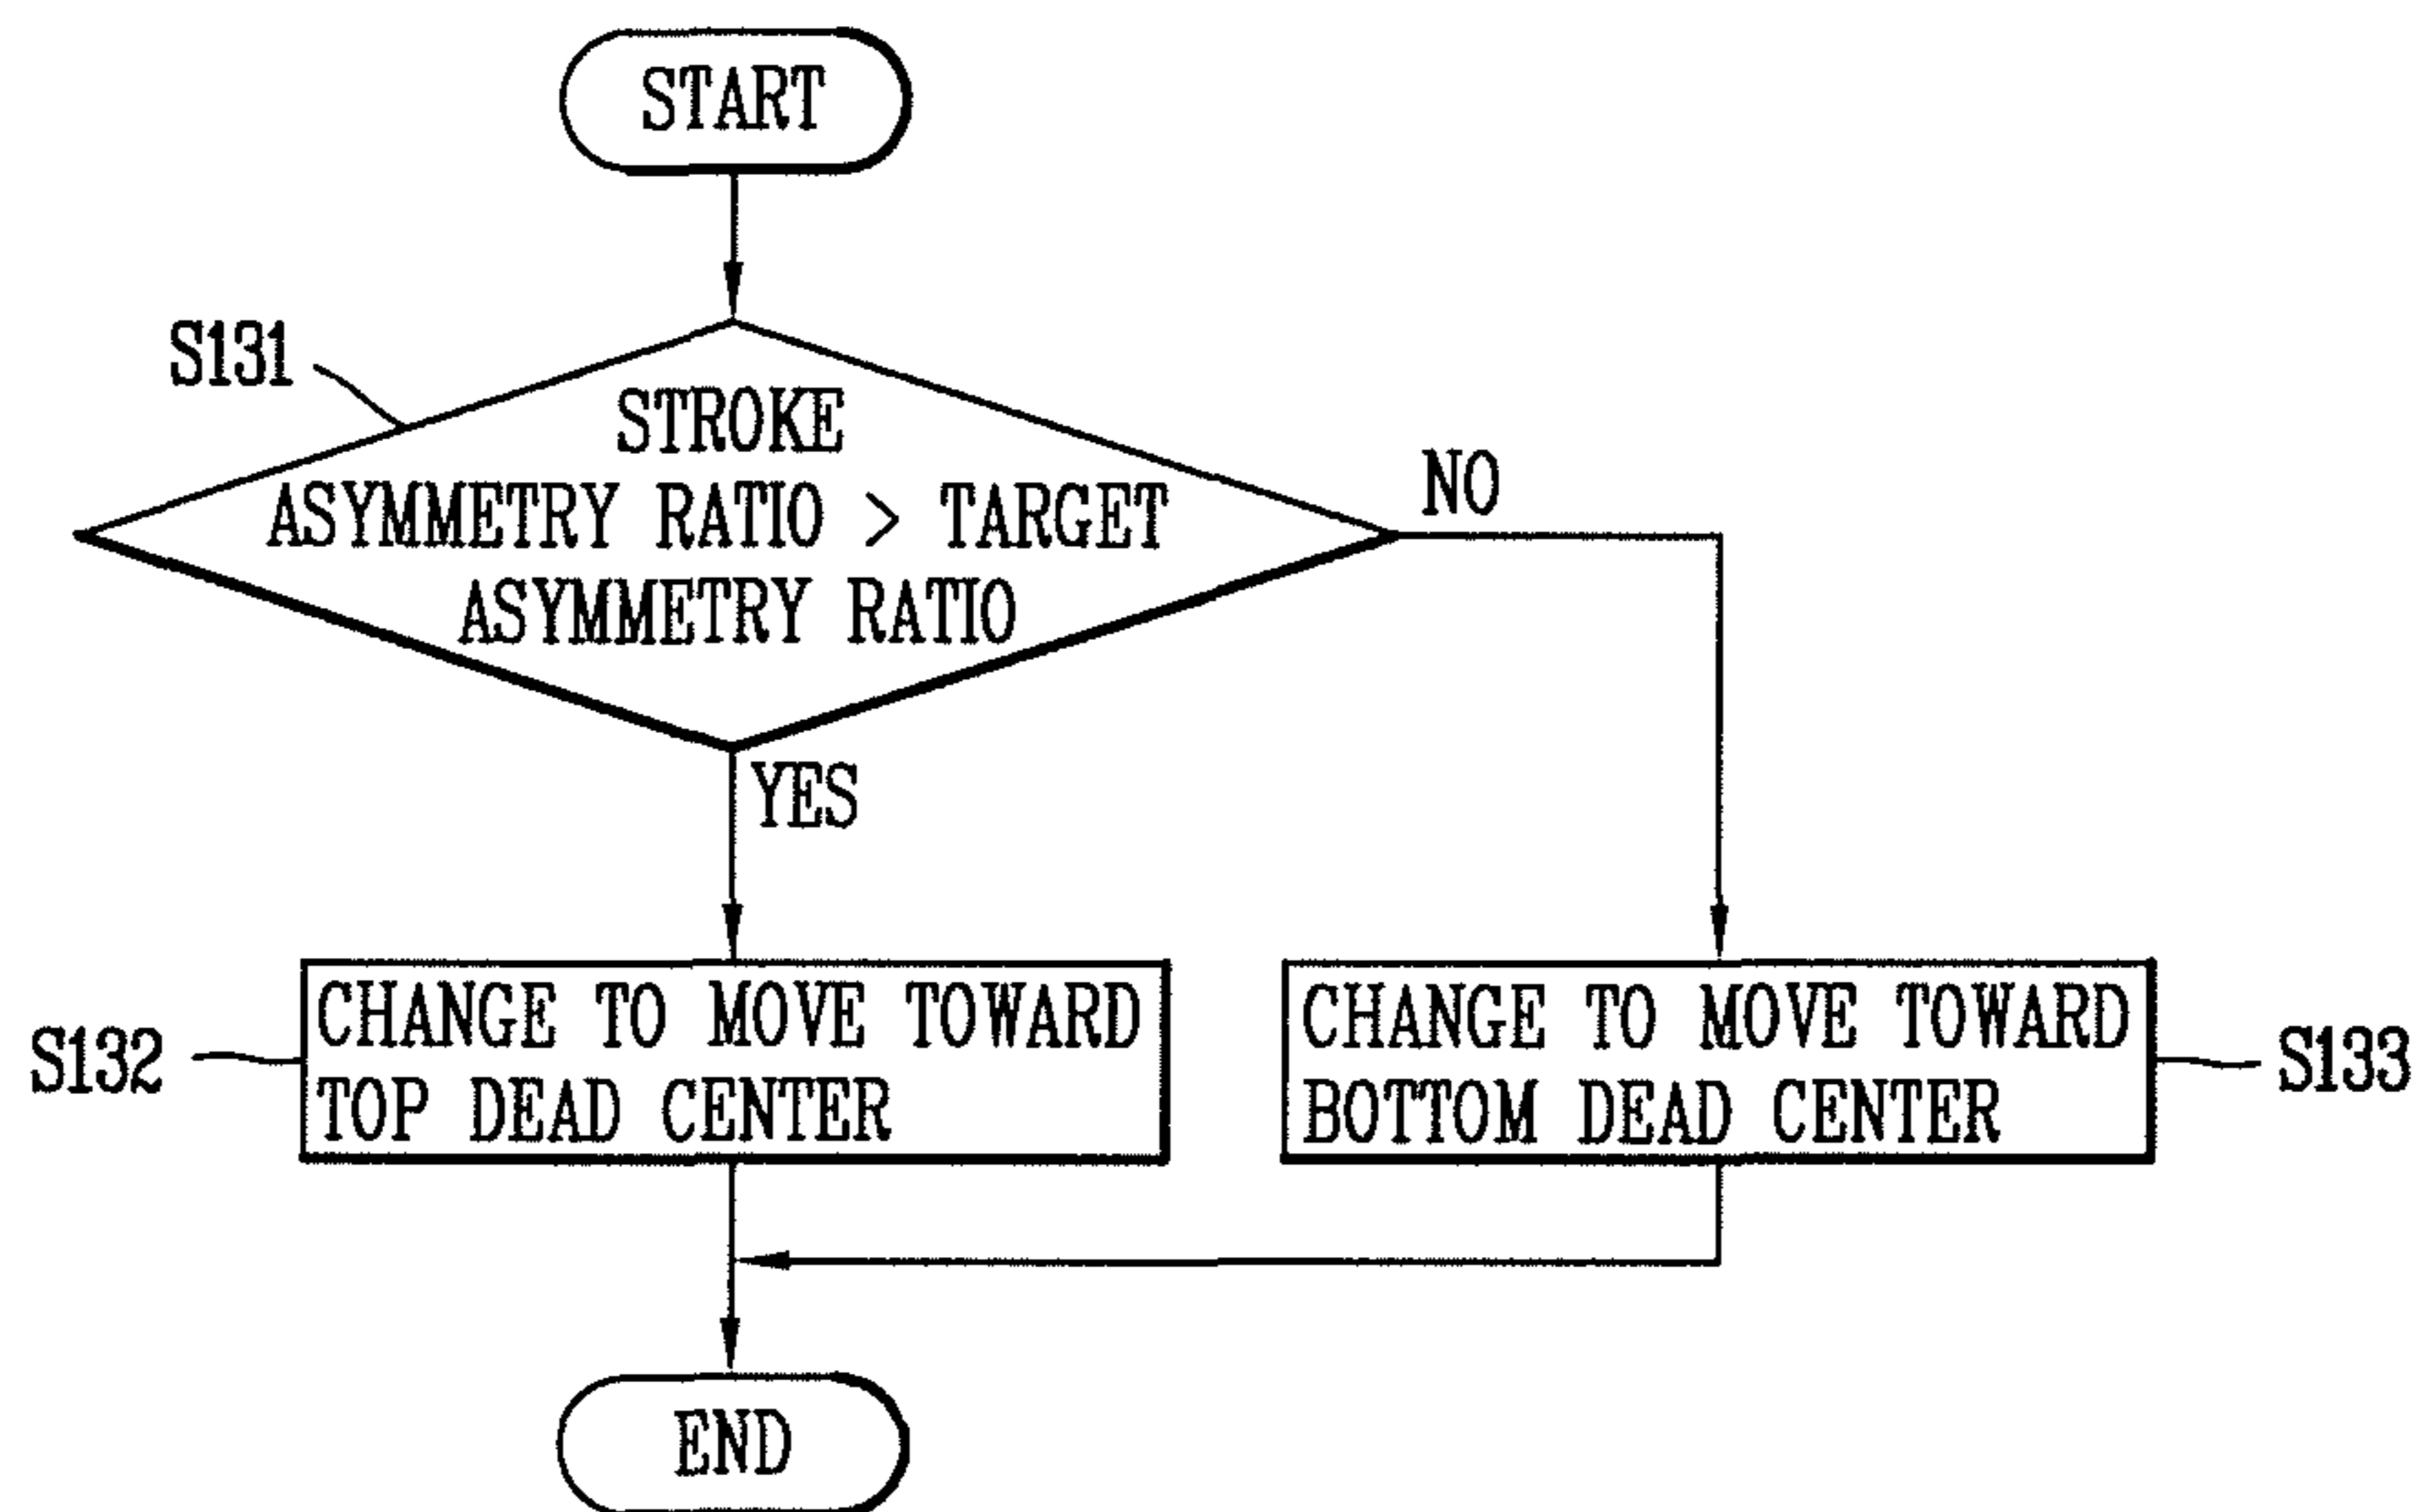 START
S131
STROKE
ASYMMETRY RATIO > TARGET
ASYMMETRY RATIO
NO
YES
S132
CHANGE TO MOVE TOWARD
TOP DEAD CENTER
CHANGE TO MOVE TOWARD
BOTTOM DEAD CENTER
S133
END